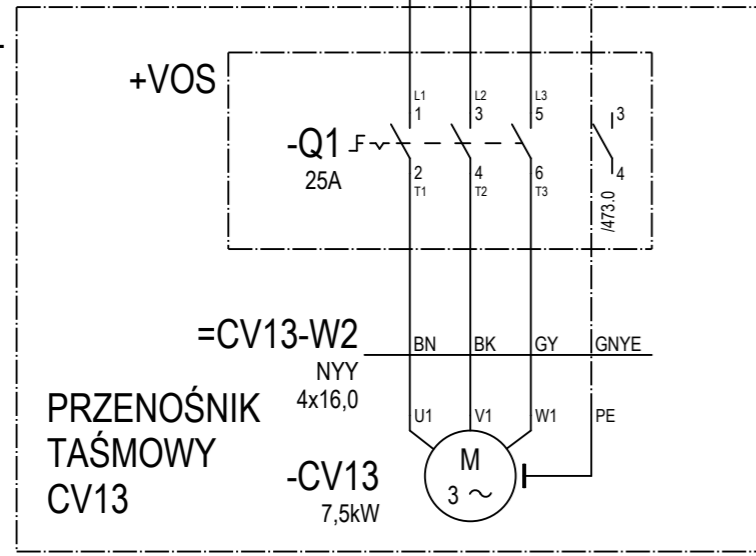 +VOS
L1 L2 L3
1 3 5 3
-Q1
25A
2 4 6 4
T1 T2 T3
/473.0
=CV13-W2
BN BK GY GNYE
NYY
4x16,0
PRZENOŚNIK
TAŚMOWY
CV13
U1 V1 W1 PE
-CV13
7,5kW
M
3 ~